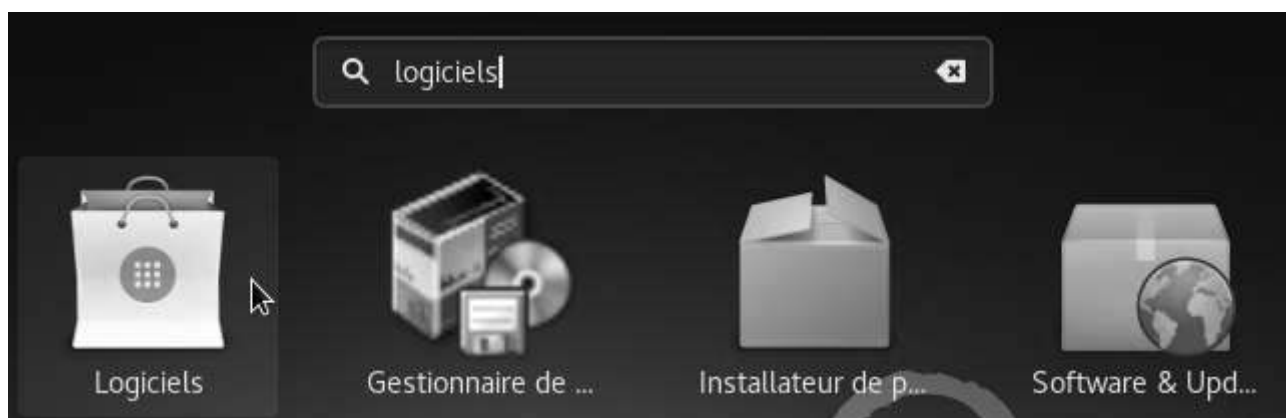 logiciels
Logiciels
Gestionnaire de ...
Installateur de p...
Software & Upd...